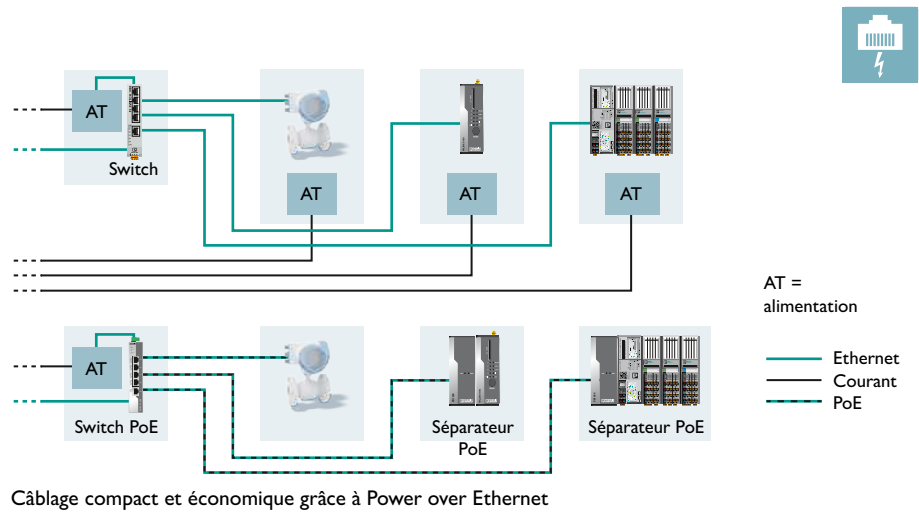 AT
Switch
AT
AT
AT
AT =
alimentation
Ethernet
Courant
PoE
AT
Switch PoE
Séparateur
PoE
Séparateur PoE
Câblage compact et économique grâce à Power over Ethernet